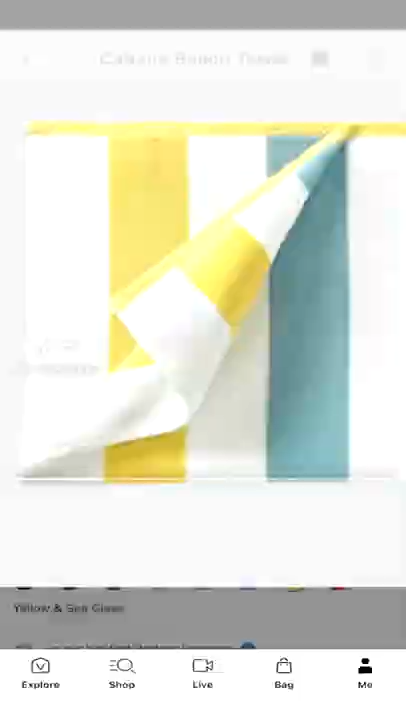 Cabana Beach Towel
Yellow & Sea Glass
Explore
Shop
Live
Bag
Me